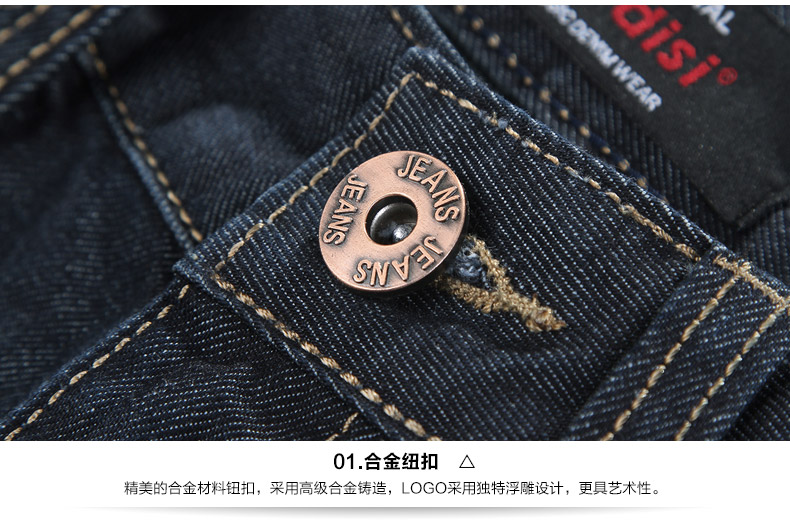 AL
disi®
C DENIM WEAR
JEANS
JEANS
JEANS
01.合金纽扣 △
精美的合金材料钮扣，采用高级合金铸造，LOGO采用独特浮雕设计，更具艺术性。